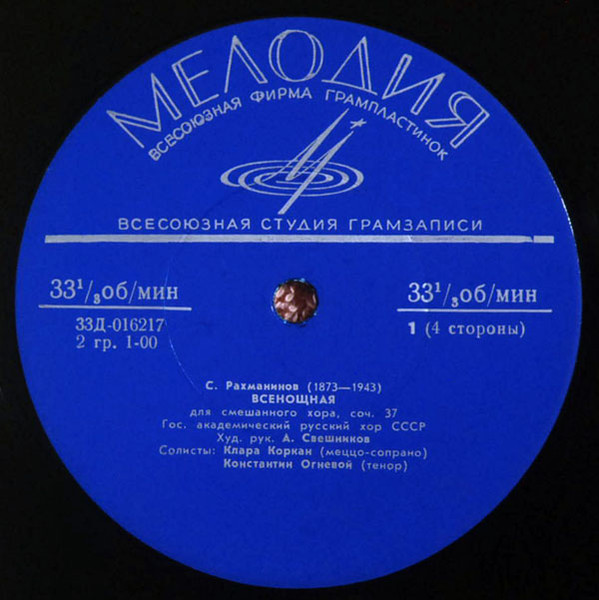 МЕЛОДИЯ
ВСЕСОЮЗНАЯ ФИРМА ГРАМПЛАСТИНОК
ВСЕСОЮЗНАЯ СТУДИЯ ГРАМЗАПИСИ
33¹/₃об/мин
33Д-016217
2 гр. 1-00
33¹/₃об/мин
1 (4 стороны)
С. Рахманинов (1873—1943)
ВСЕНОЩНАЯ
для смешанного хора, соч. 37
Гос. академический русский хор СССР
Худ. рук. А. Свешников
Солисты: Клара Коркан (меццо-сопрано)
Константин Огневой (тенор)